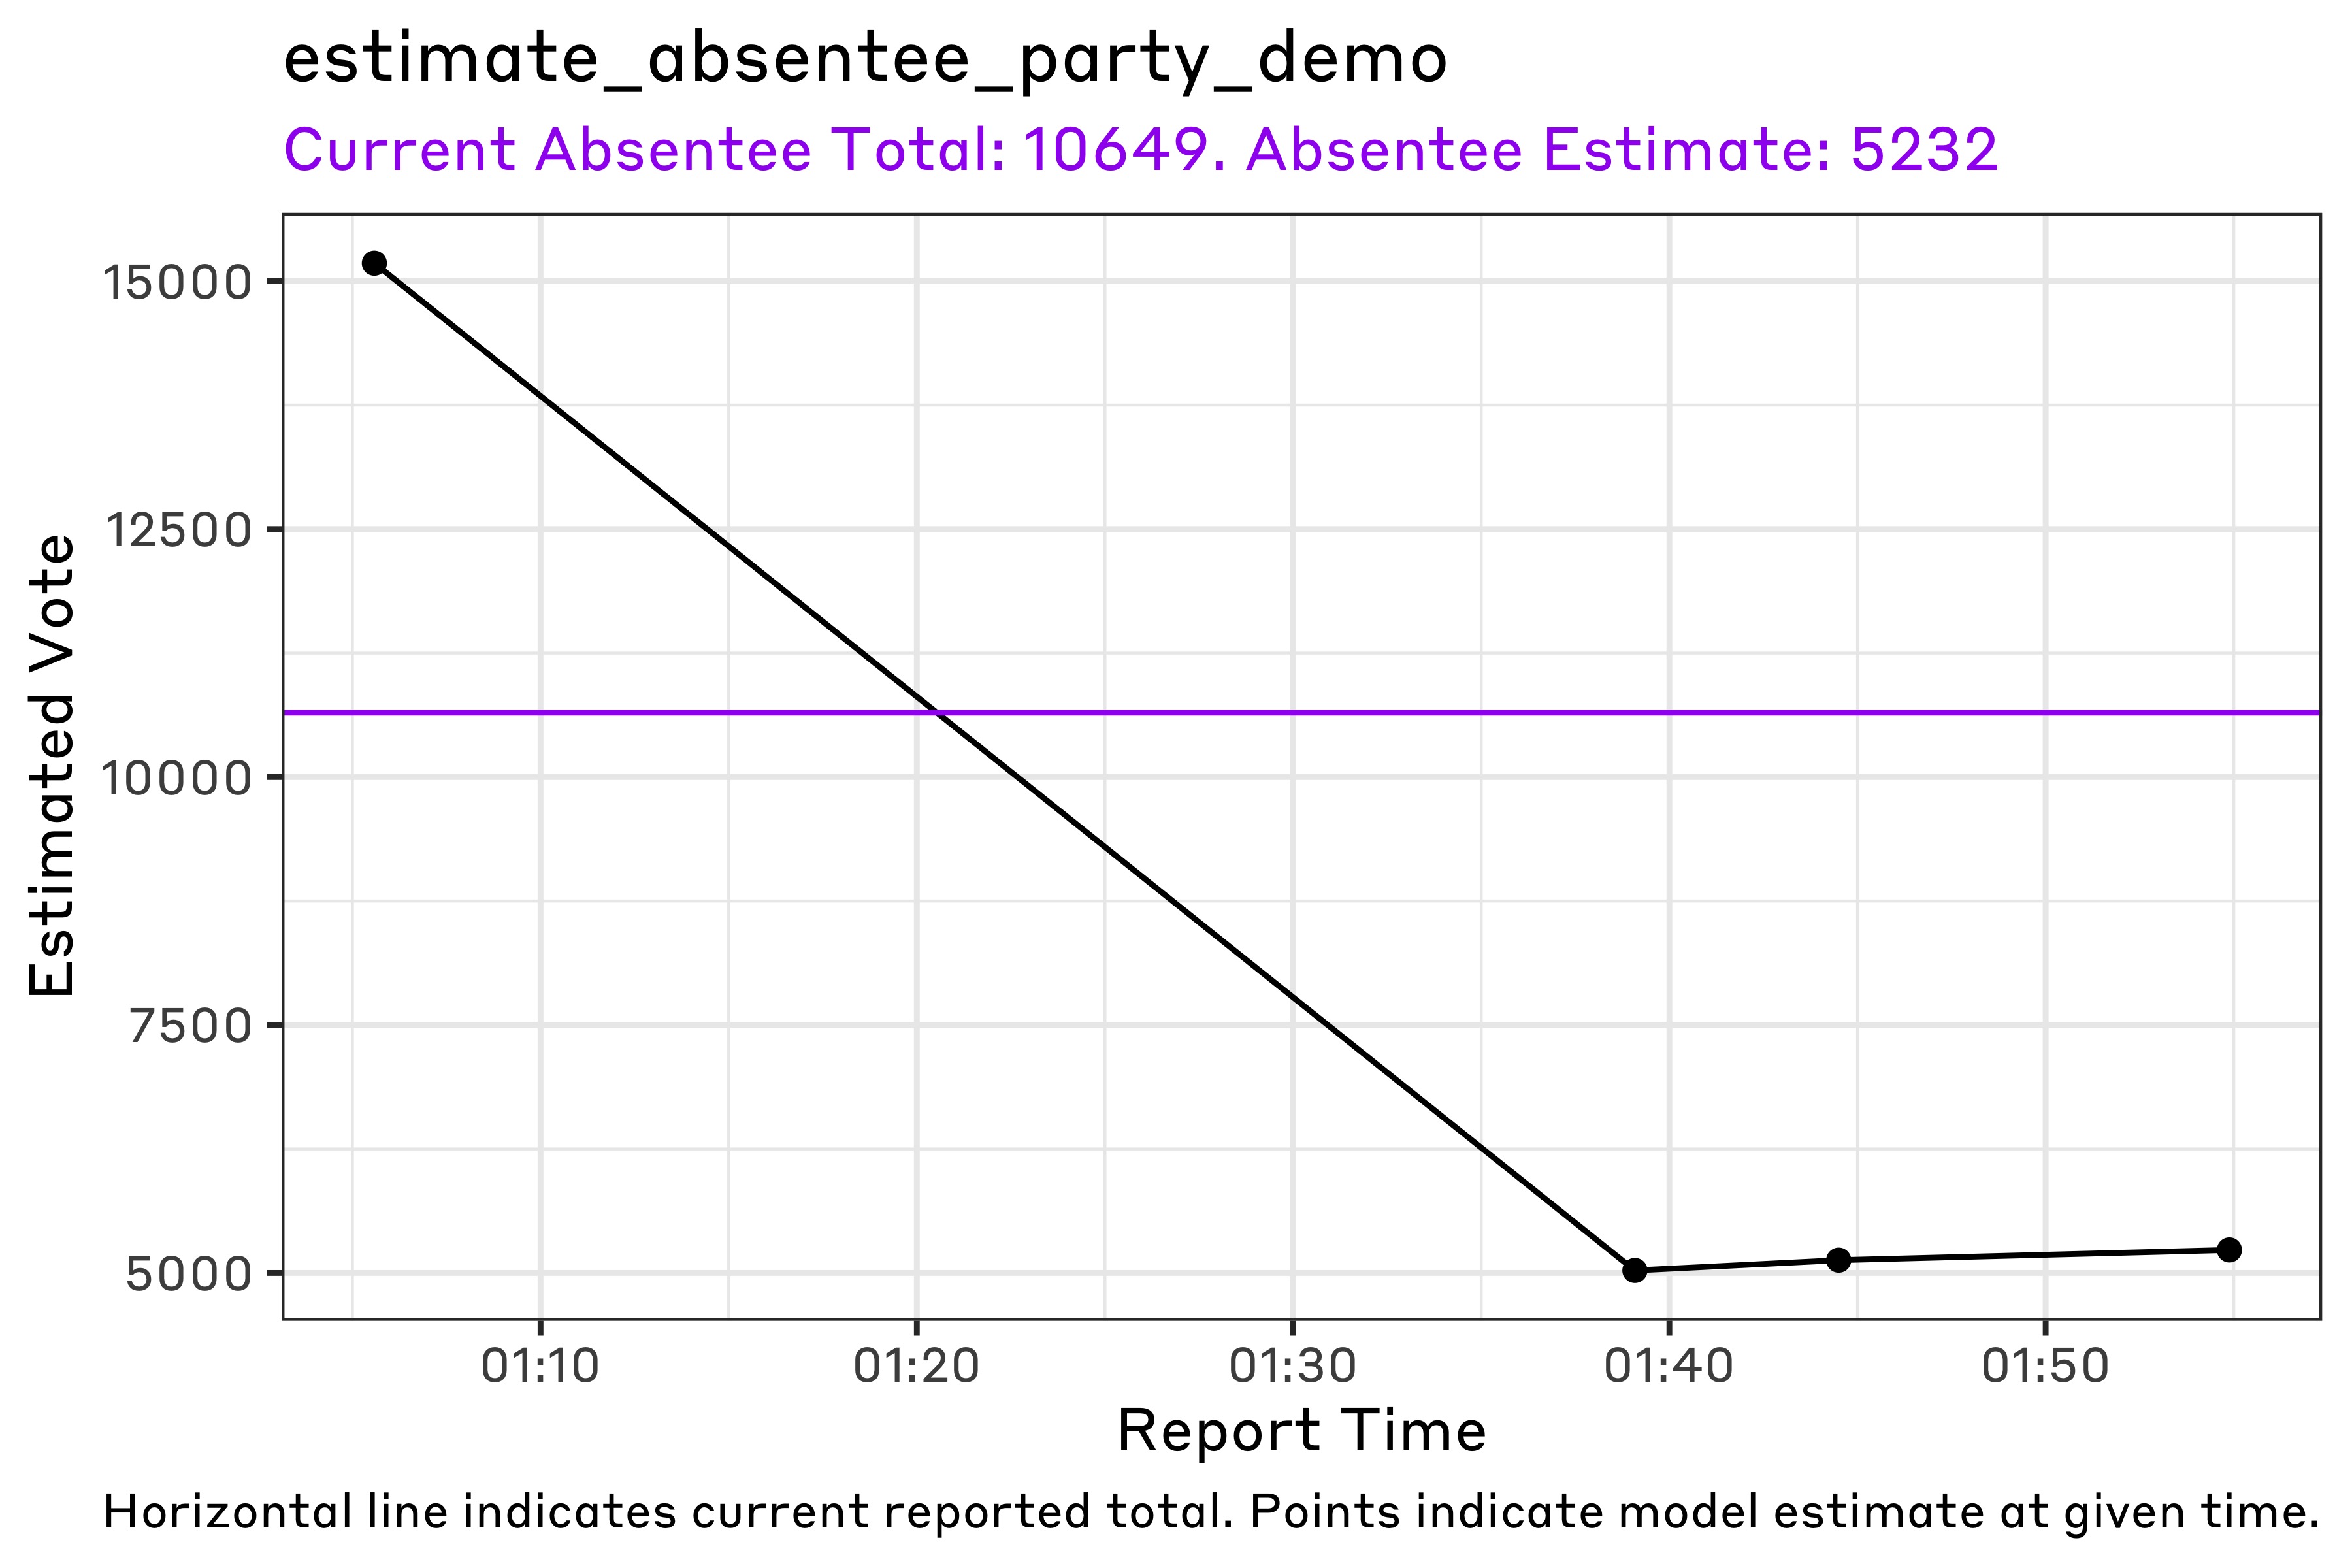 estimate_absentee_party_demo
Current Absentee Total: 10649. Absentee Estimate: 5232
Estimated Vote
15000
12500
10000
7500
5000
01:10 01:20 01:30 01:40 01:50
Report Time
Horizontal line indicates current reported total. Points indicate model estimate at given time.